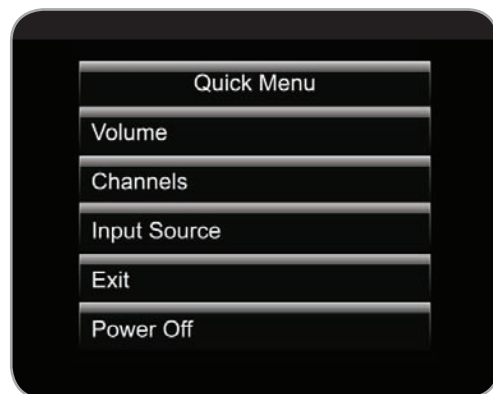 Quick Menu
Volume
Channels
Input Source
Exit
Power Off